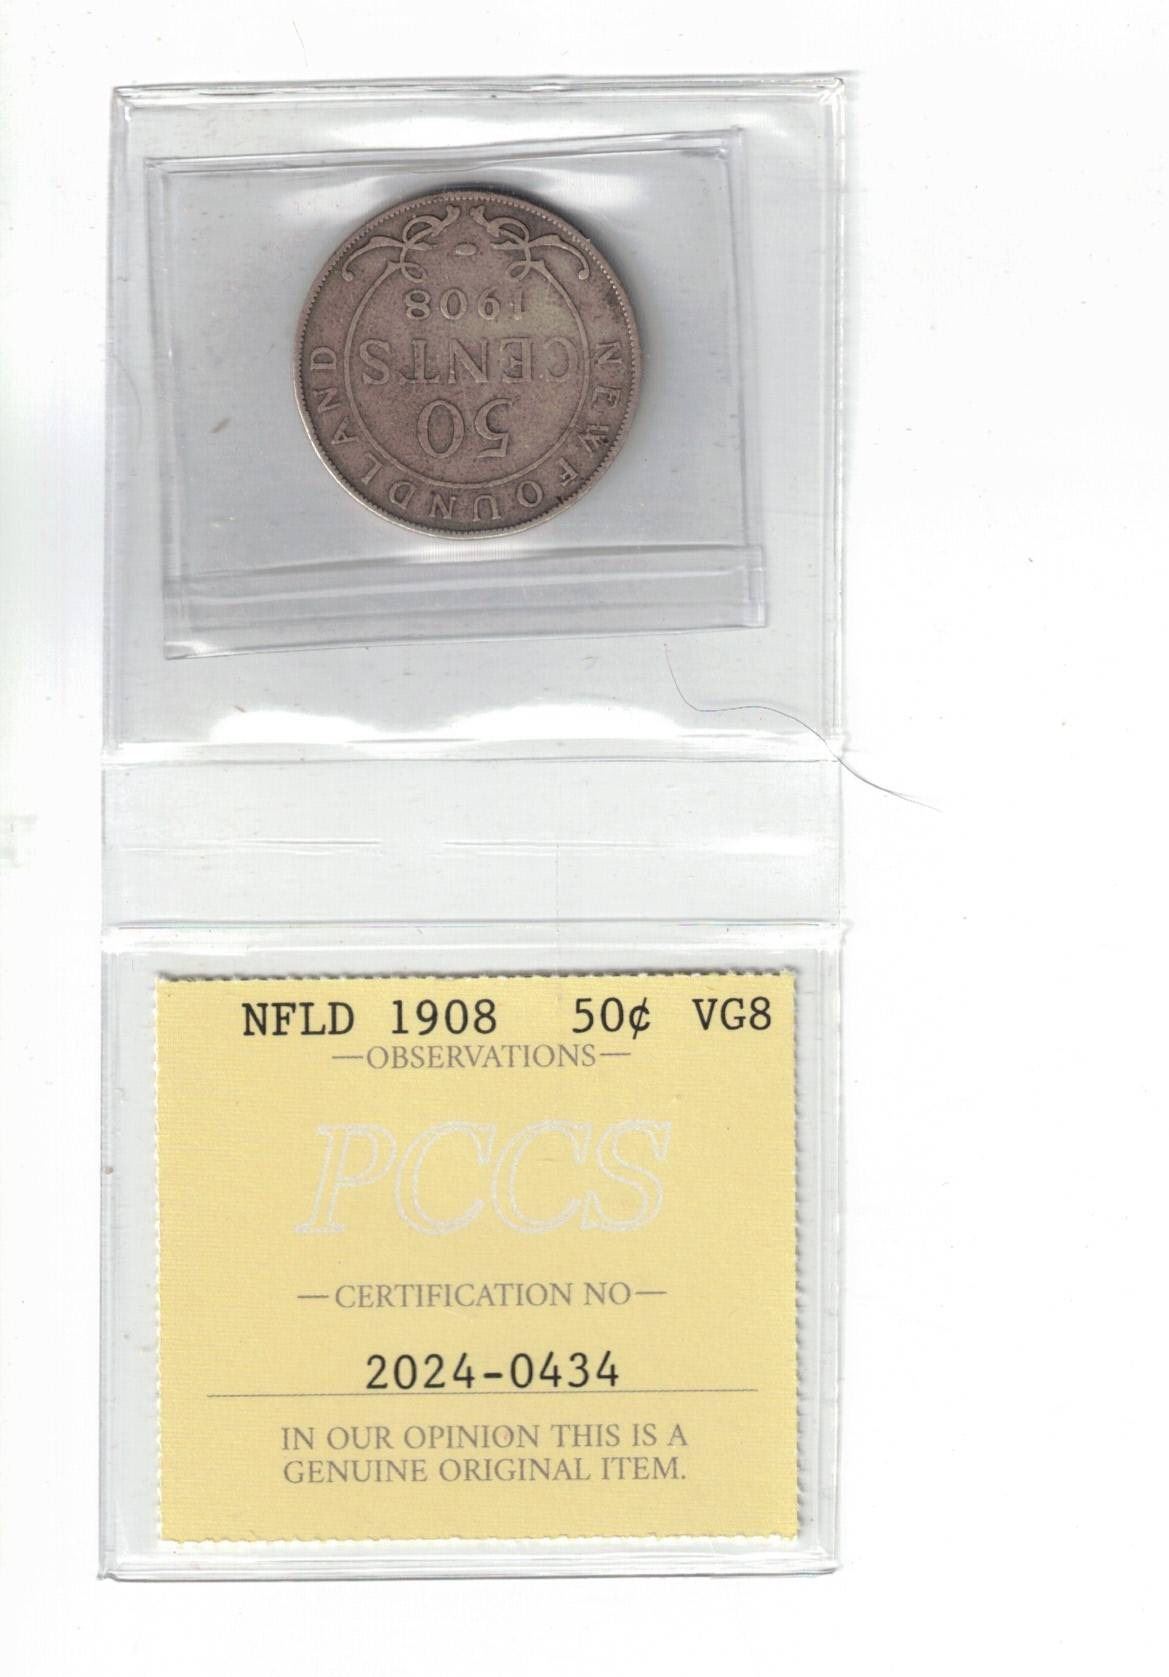 NEWFOUNDLAND
50
CENTS
1908
NFLD 1908 50¢ VG8
—OBSERVATIONS—
PCCS
—CERTIFICATION NO—
2024-0434
IN OUR OPINION THIS IS A
GENUINE ORIGINAL ITEM.